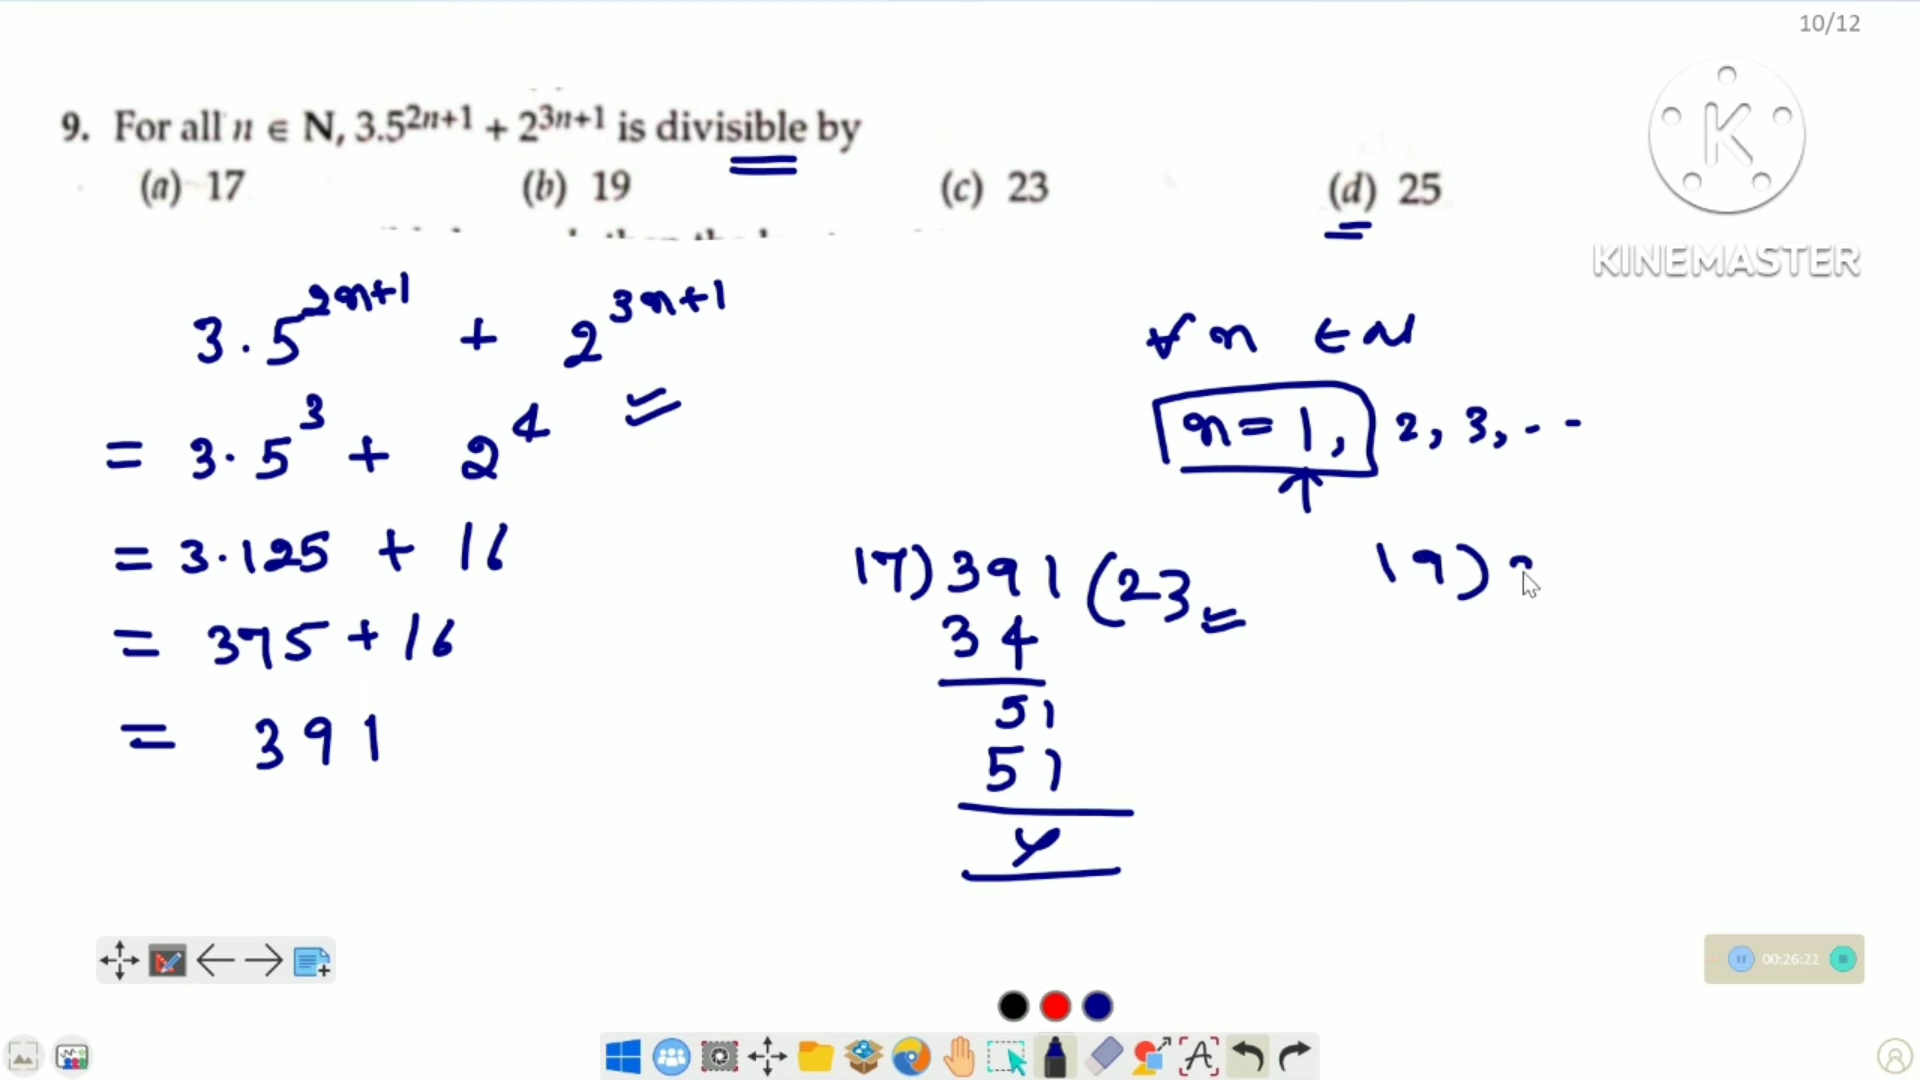 10/12
9. For all n ∈ N, 3.5^{2n+1} + 2^{3n+1} is divisible by
(a) 17 (b) 19 (c) 23 (d) 25
KINEMASTER
3.5^{2n+1} + 2^{3n+1}
= 3.5^3 + 2^4
= 3.125 + 16
= 375 + 16
= 391
∀ n ∈ N
n = 1, 2, 3, ..
17) 391 (23
34
51
51
19)
00:26:22